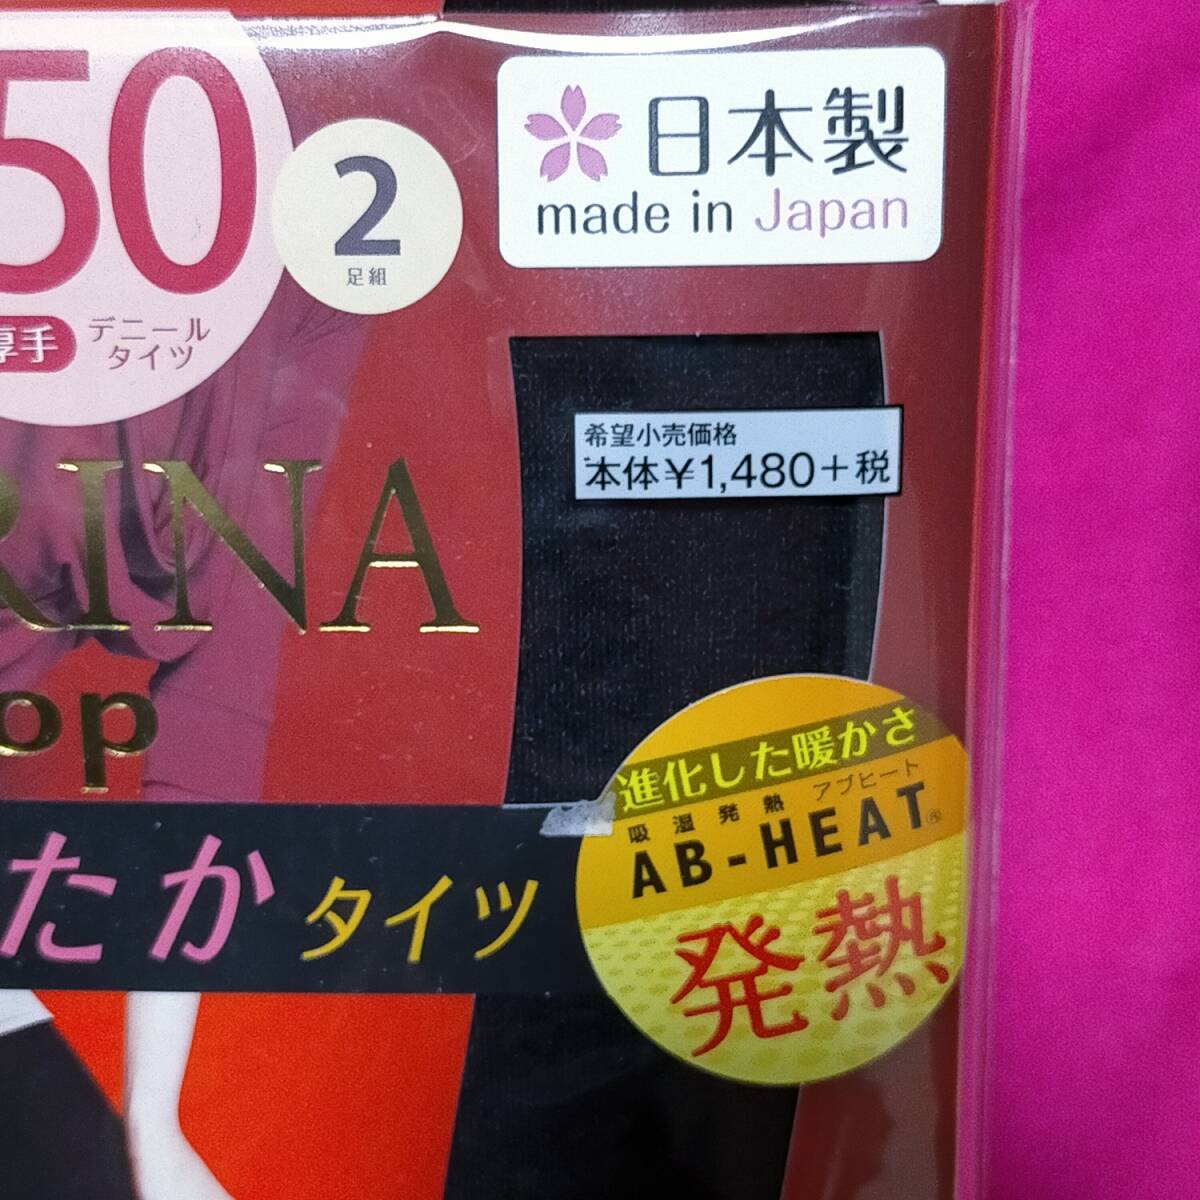 50
厚手
デニール
タイツ
2
足組
日本製
made in Japan
希望小売価格
本体¥1,480+税
RINA
op
たか タイツ
進化した暖かさ
アブヒート
吸湿発熱
AB-HEAT®
発熱